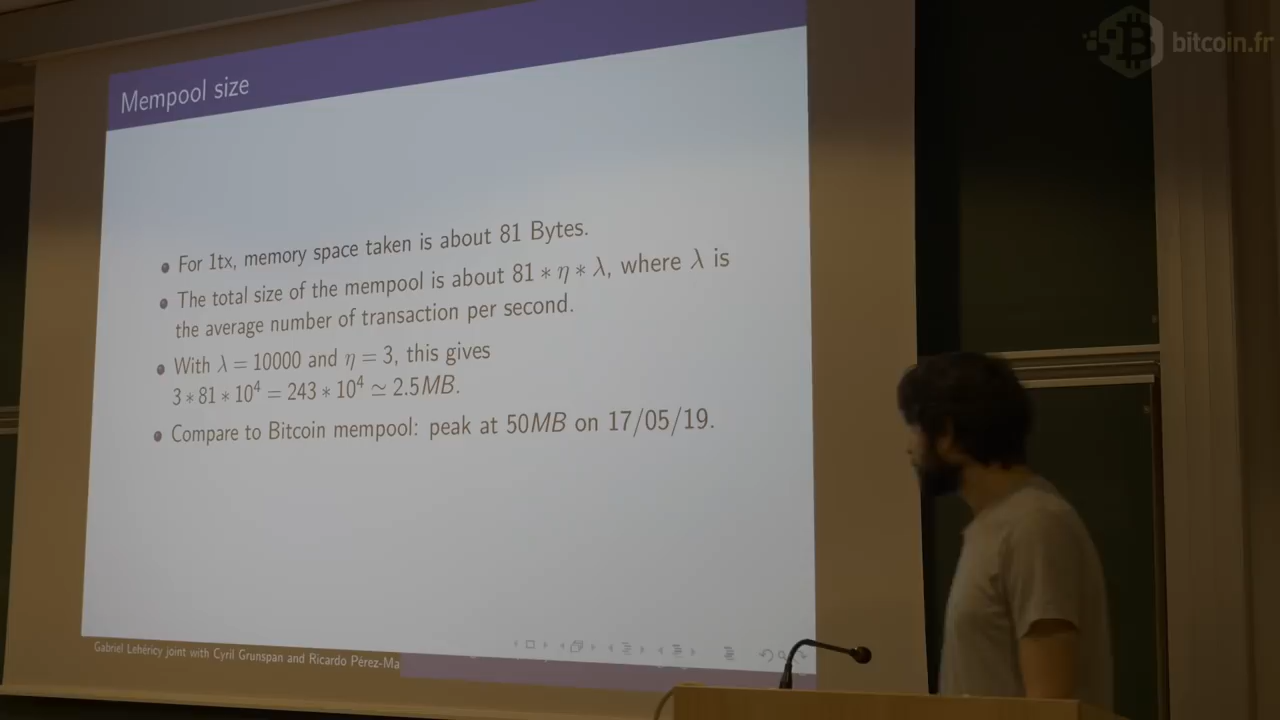 bitcoin.fr
Mempool size
For 1tx, memory space taken is about 81 Bytes.
The total size of the mempool is about 81 * η * λ, where λ is
the average number of transaction per second.
With λ = 10000 and η = 3, this gives
3 * 81 * 10⁴ = 243 * 10⁴ ≃ 2.5MB.
Compare to Bitcoin mempool: peak at 50MB on 17/05/19.
Gabriel Lehéricy joint with Cyril Grunspan and Ricardo Pérez-Ma